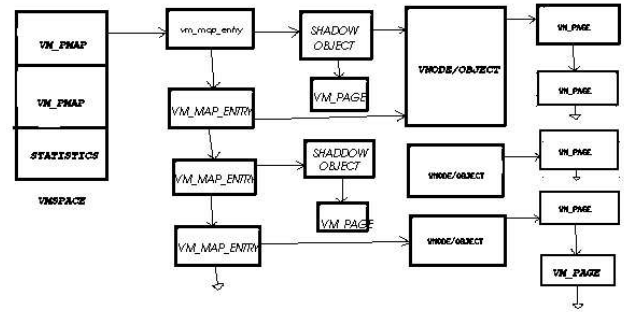 VM_PMAP
vm_map_entry
SHADOW
OBJECT
VNODE/OBJECT
VM_PAGE
VM_PMAP
VM_PAGE
VM_PAGE
VM_MAP_ENTRY
STATISTICS
SHADDOW
OBJECT
VM_PAGE
VM_MAP_ENTRY
VNODE/OBJECT
VMSPACE
VM_PAGE
VM_PAGE
VM_MAP_ENTRY
VNODE/OBJECT
VM_PAGE